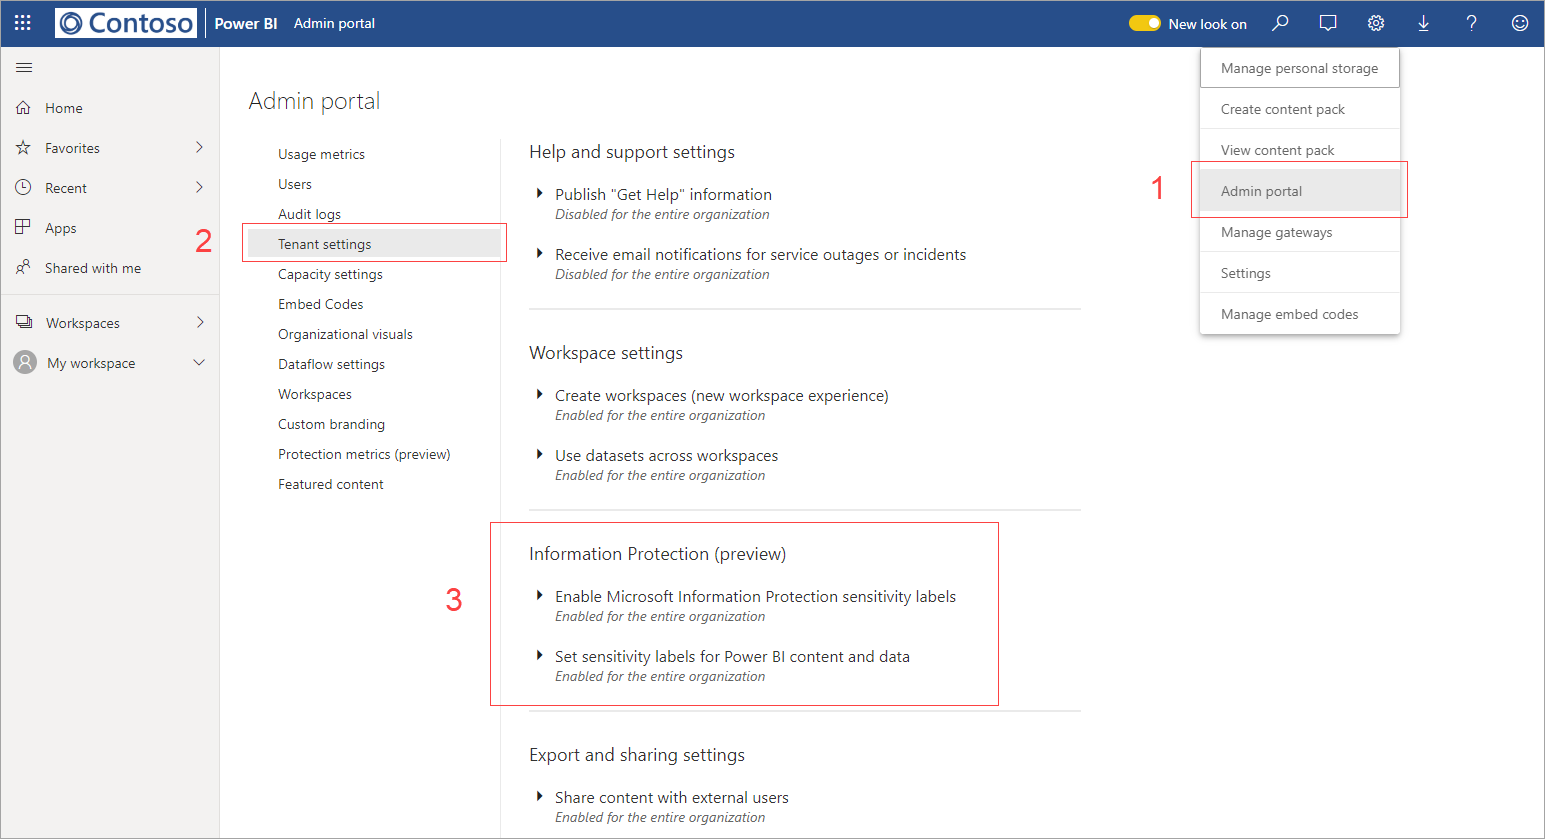 Contoso
Power BI
Admin portal
New look on
?
Home
Favorites
Recent
Apps
Shared with me
Workspaces
My workspace
Admin portal
Usage metrics
Users
Audit logs
2
Tenant settings
Capacity settings
Embed Codes
Organizational visuals
Dataflow settings
Workspaces
Custom branding
Protection metrics (preview)
Featured content
Help and support settings
Publish "Get Help" information
Disabled for the entire organization
Receive email notifications for service outages or incidents
Disabled for the entire organization
Workspace settings
Create workspaces (new workspace experience)
Enabled for the entire organization
Use datasets across workspaces
Enabled for the entire organization
3
Information Protection (preview)
Enable Microsoft Information Protection sensitivity labels
Enabled for the entire organization
Set sensitivity labels for Power BI content and data
Enabled for the entire organization
Export and sharing settings
Share content with external users
Enabled for the entire organization
Manage personal storage
Create content pack
View content pack
1
Admin portal
Manage gateways
Settings
Manage embed codes